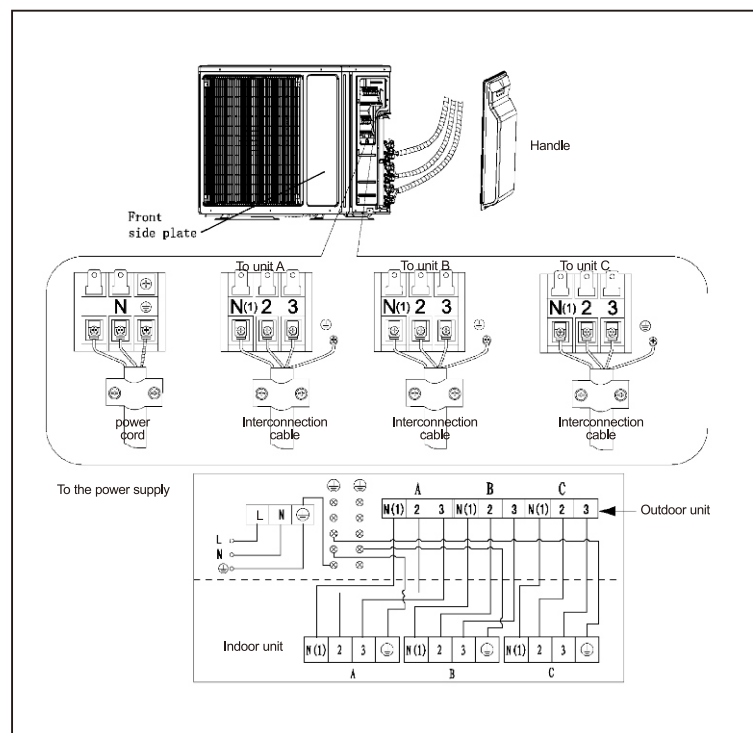 Handle
Front
side plate
To unit A
To unit B
To unit C
N
N(1) 2 3
N(1) 2 3
N(1) 2 3
power
cord
Interconnection
cable
Interconnection
cable
Interconnection
cable
To the power supply
A B C
L N
N(1) 2 3 N(1) 2 3 N(1) 2 3
Outdoor unit
L
N
Indoor unit
N(1) 2 3
N(1) 2 3
N(1) 2 3
A B C